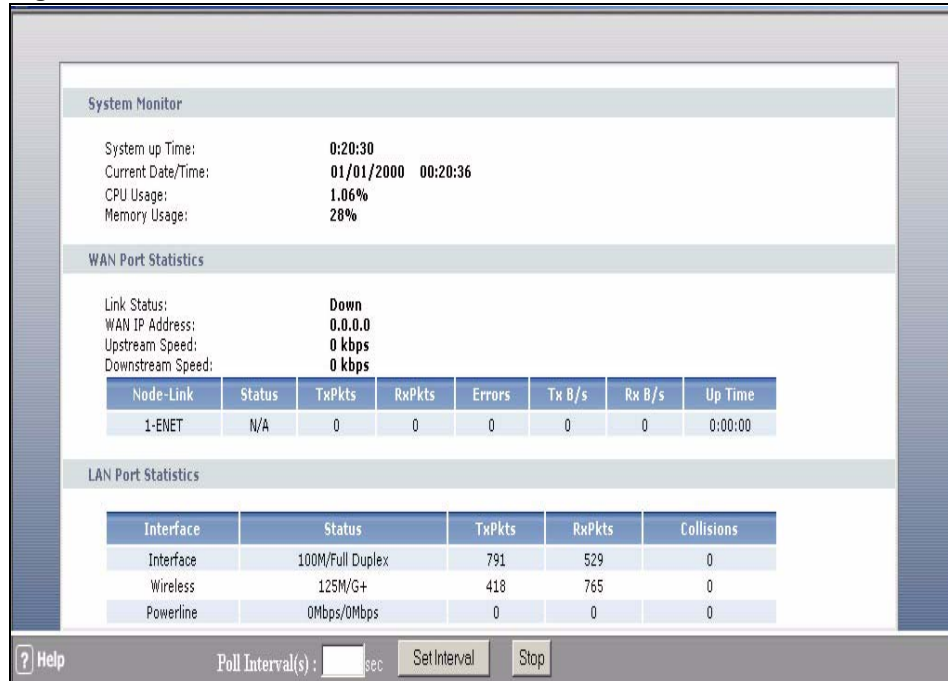 System Monitor
System up Time: 0:20:30
Current Date/Time: 01/01/2000 00:20:36
CPU Usage: 1.06%
Memory Usage: 28%
WAN Port Statistics
Link Status: Down
WAN IP Address: 0.0.0.0
Upstream Speed: 0 kbps
Downstream Speed: 0 kbps
Node-Link Status TxPkts RxPkts Errors Tx B/s Rx B/s Up Time
1-ENET N/A 0 0 0 0 0 0:00:00
LAN Port Statistics
Interface Status TxPkts RxPkts Collisions
Interface 100M/Full Duplex 791 529 0
Wireless 125M/G+ 418 765 0
Powerline 0Mbps/0Mbps 0 0 0
? Help Poll Interval(s) : sec Set Interval Stop